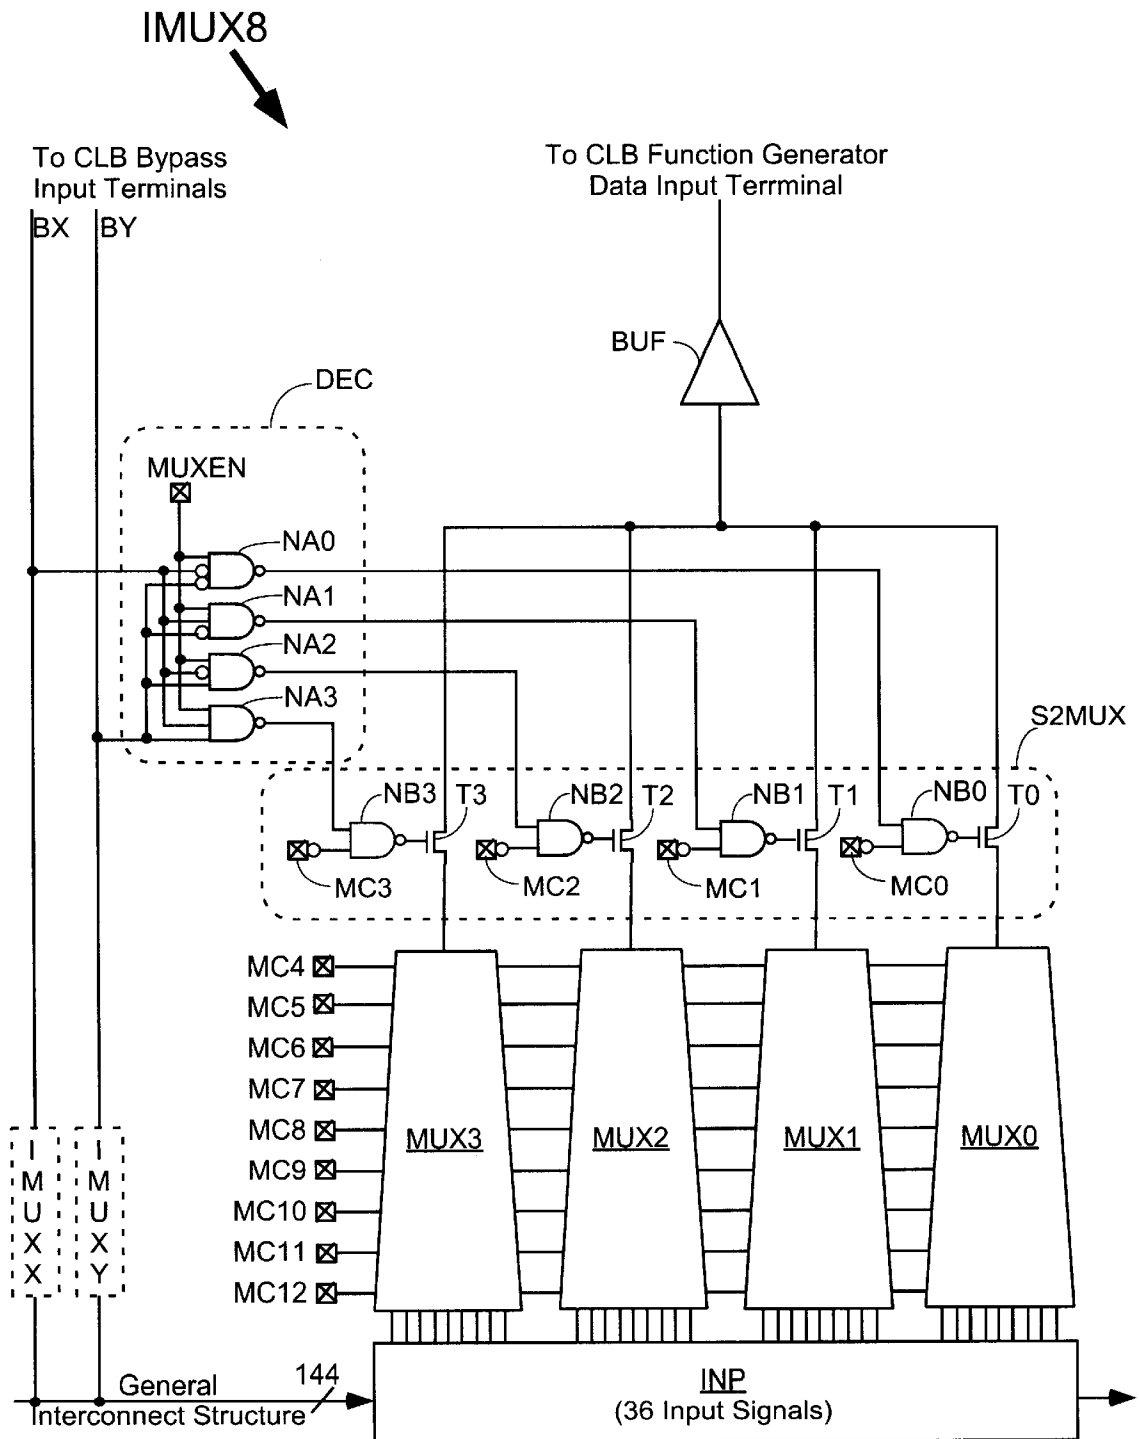 IMUX8
To CLB Bypass
Input Terminals
BX BY
To CLB Function Generator
Data Input Terrminal
BUF
DEC
MUXEN
NA0
NA1
NA2
NA3
S2MUX
NB3 T3 NB2 T2 NB1 T1 NB0 T0
MC3 MC2 MC1 MC0
MC4
MC5
MC6
MC7
MC8
MC9
MC10
MC11
MC12
MUX3 MUX2 MUX1 MUX0
IMUXX
IMUXY
General
Interconnect Structure
144
INP
(36 Input Signals)